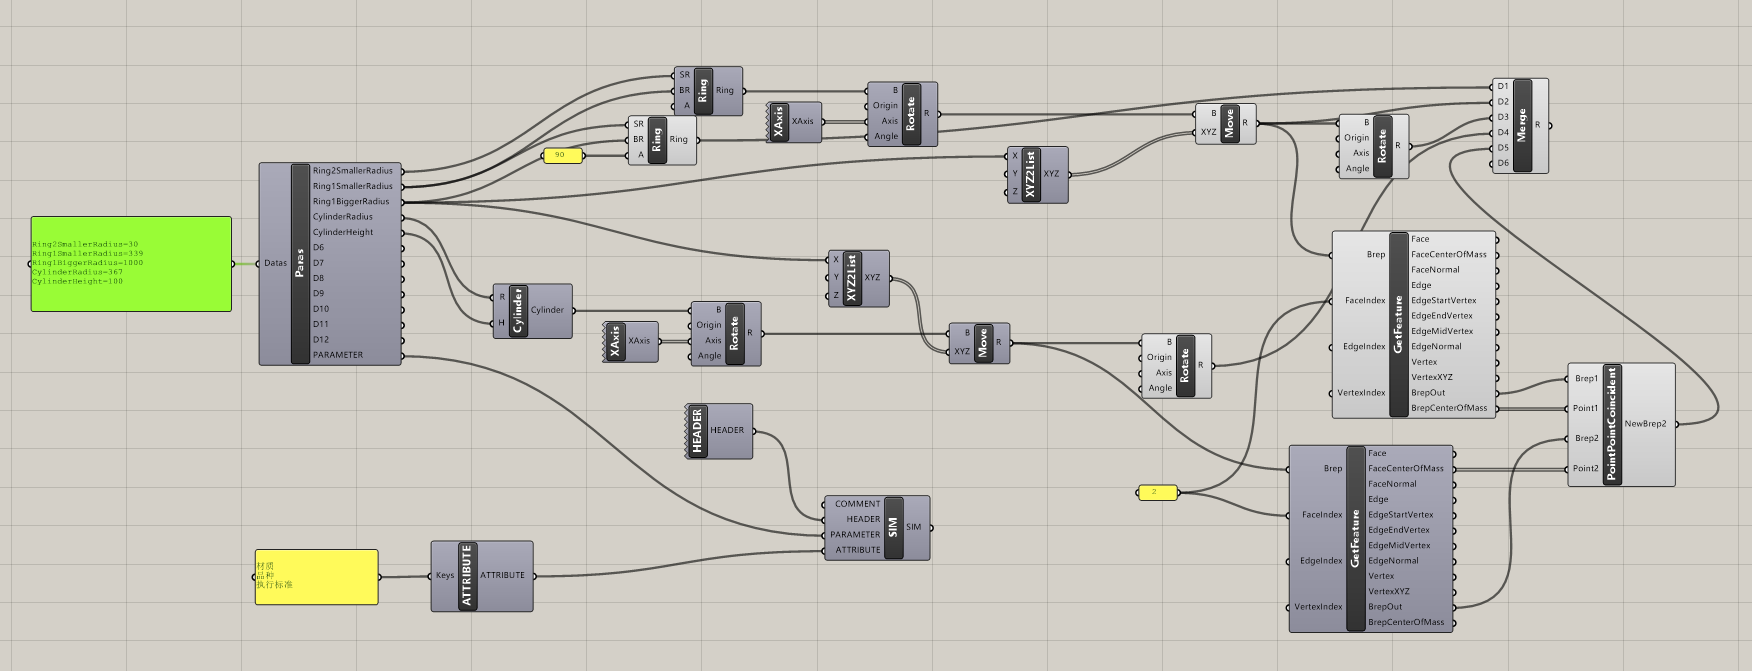 SR
BR
A
Ring
Ring
SR
BR
A
Ring
Ring
90
XAxis
XAxis
B
Origin
Axis
Angle
Rotate
R
X
Y
Z
XYZ2List
XYZ
B
XYZ
Move
R
B
Origin
Axis
Angle
Rotate
R
D1
D2
D3
D4
D5
D6
Merge
R
Ring2SmallerRadius=30
Ring1SmallerRadius=339
Ring1BiggerRadius=1000
CylinderRadius=367
CylinderHeight=100
Datas
Paras
Ring2SmallerRadius
Ring1SmallerRadius
Ring1BiggerRadius
CylinderRadius
CylinderHeight
D6
D7
D8
D9
D10
D11
D12
PARAMETER
R
H
Cylinder
Cylinder
XAxis
XAxis
B
Origin
Axis
Angle
Rotate
R
X
Y
Z
XYZ2List
XYZ
B
XYZ
Move
R
B
Origin
Axis
Angle
Rotate
R
Brep
FaceIndex
EdgeIndex
VertexIndex
GetFeature
Face
FaceCenterOfMass
FaceNormal
Edge
EdgeStartVertex
EdgeEndVertex
EdgeMidVertex
EdgeNormal
Vertex
VertexXYZ
BrepOut
BrepCenterOfMass
Brep1
Point1
Brep2
Point2
PointPointCoincident
NewBrep2
HEADER
HEADER
2
Brep
FaceIndex
EdgeIndex
VertexIndex
GetFeature
Face
FaceCenterOfMass
FaceNormal
Edge
EdgeStartVertex
EdgeEndVertex
EdgeMidVertex
EdgeNormal
Vertex
VertexXYZ
BrepOut
BrepCenterOfMass
COMMENT
HEADER
PARAMETER
ATTRIBUTE
SIM
SIM
材质
品种
执行标准
Keys
ATTRIBUTE
ATTRIBUTE